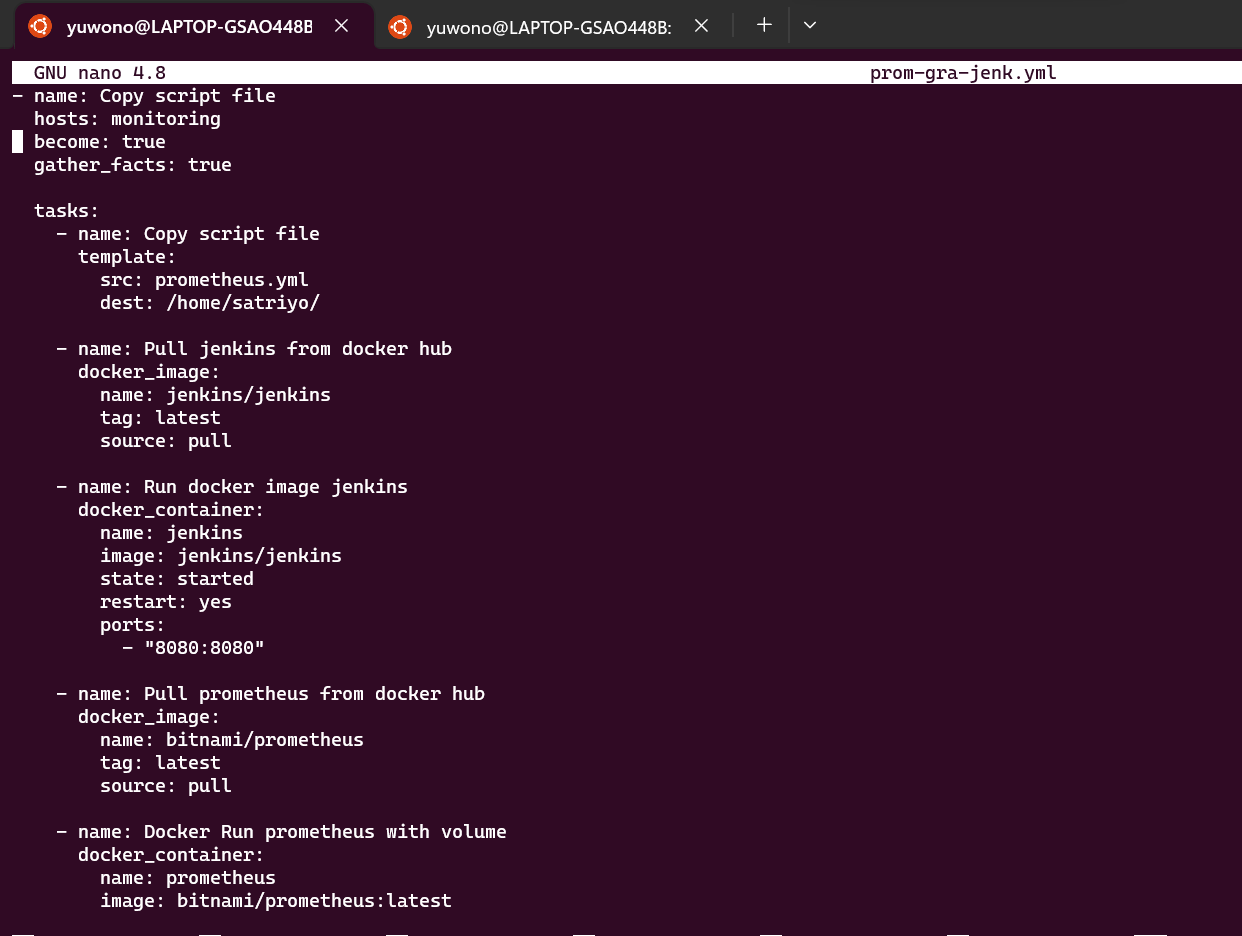 yuwono@LAPTOP-GSAO448B
yuwono@LAPTOP-GSAO448B:
GNU nano 4.8 prom-gra-jenk.yml
- name: Copy script file
  hosts: monitoring
  become: true
  gather_facts: true

  tasks:
    - name: Copy script file
      template:
        src: prometheus.yml
        dest: /home/satriyo/

    - name: Pull jenkins from docker hub
      docker_image:
        name: jenkins/jenkins
        tag: latest
        source: pull

    - name: Run docker image jenkins
      docker_container:
        name: jenkins
        image: jenkins/jenkins
        state: started
        restart: yes
        ports:
          - "8080:8080"

    - name: Pull prometheus from docker hub
      docker_image:
        name: bitnami/prometheus
        tag: latest
        source: pull

    - name: Docker Run prometheus with volume
      docker_container:
        name: prometheus
        image: bitnami/prometheus:latest